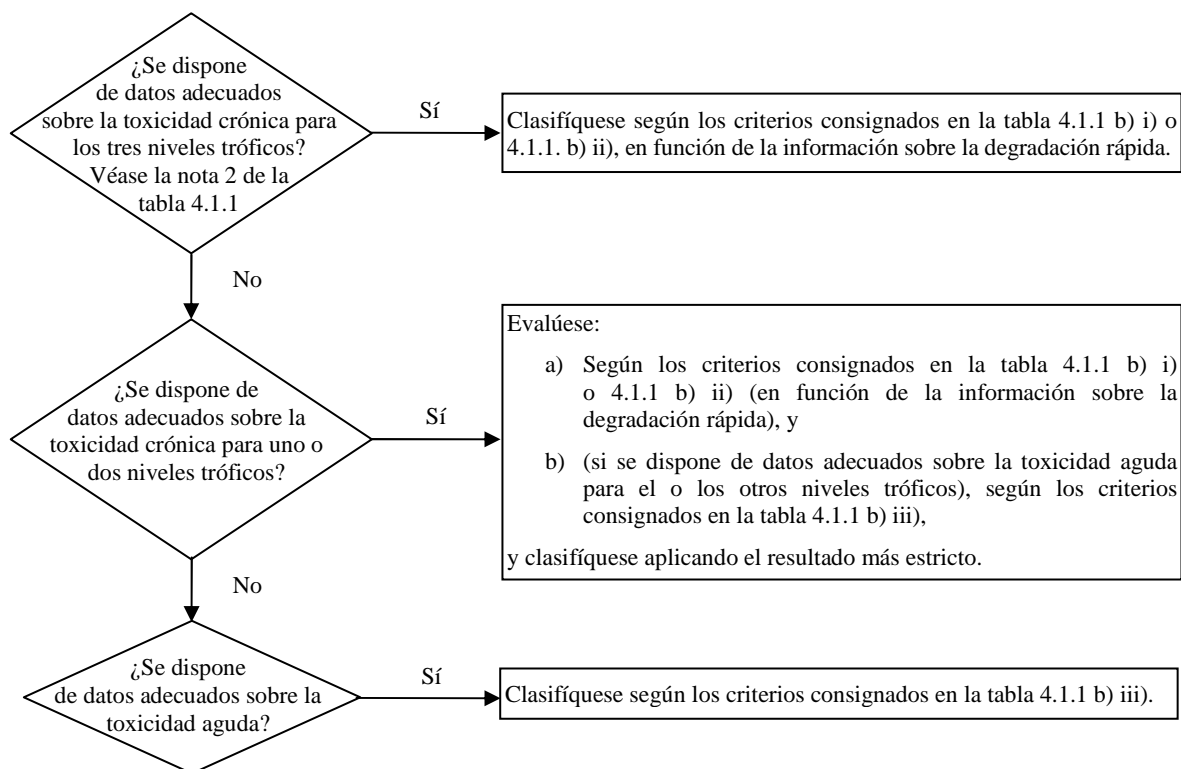 ¿Se dispone
de datos adecuados
sobre la toxicidad crónica para
los tres niveles tróficos?
Véase la nota 2 de la
tabla 4.1.1
Sí
Clasifíquese según los criterios consignados en la tabla 4.1.1 b) i) o
4.1.1. b) ii), en función de la información sobre la degradación rápida.
No
¿Se dispone de
datos adecuados sobre la
toxicidad crónica para uno o
dos niveles tróficos?
Sí
Evalúese:
a) Según los criterios consignados en la tabla 4.1.1 b) i)
o 4.1.1 b) ii) (en función de la información sobre la
degradación rápida), y
b) (si se dispone de datos adecuados sobre la toxicidad aguda
para el o los otros niveles tróficos), según los criterios
consignados en la tabla 4.1.1 b) iii),
y clasifíquese aplicando el resultado más estricto.
No
¿Se dispone
de datos adecuados sobre la
toxicidad aguda?
Sí
Clasifíquese según los criterios consignados en la tabla 4.1.1 b) iii).